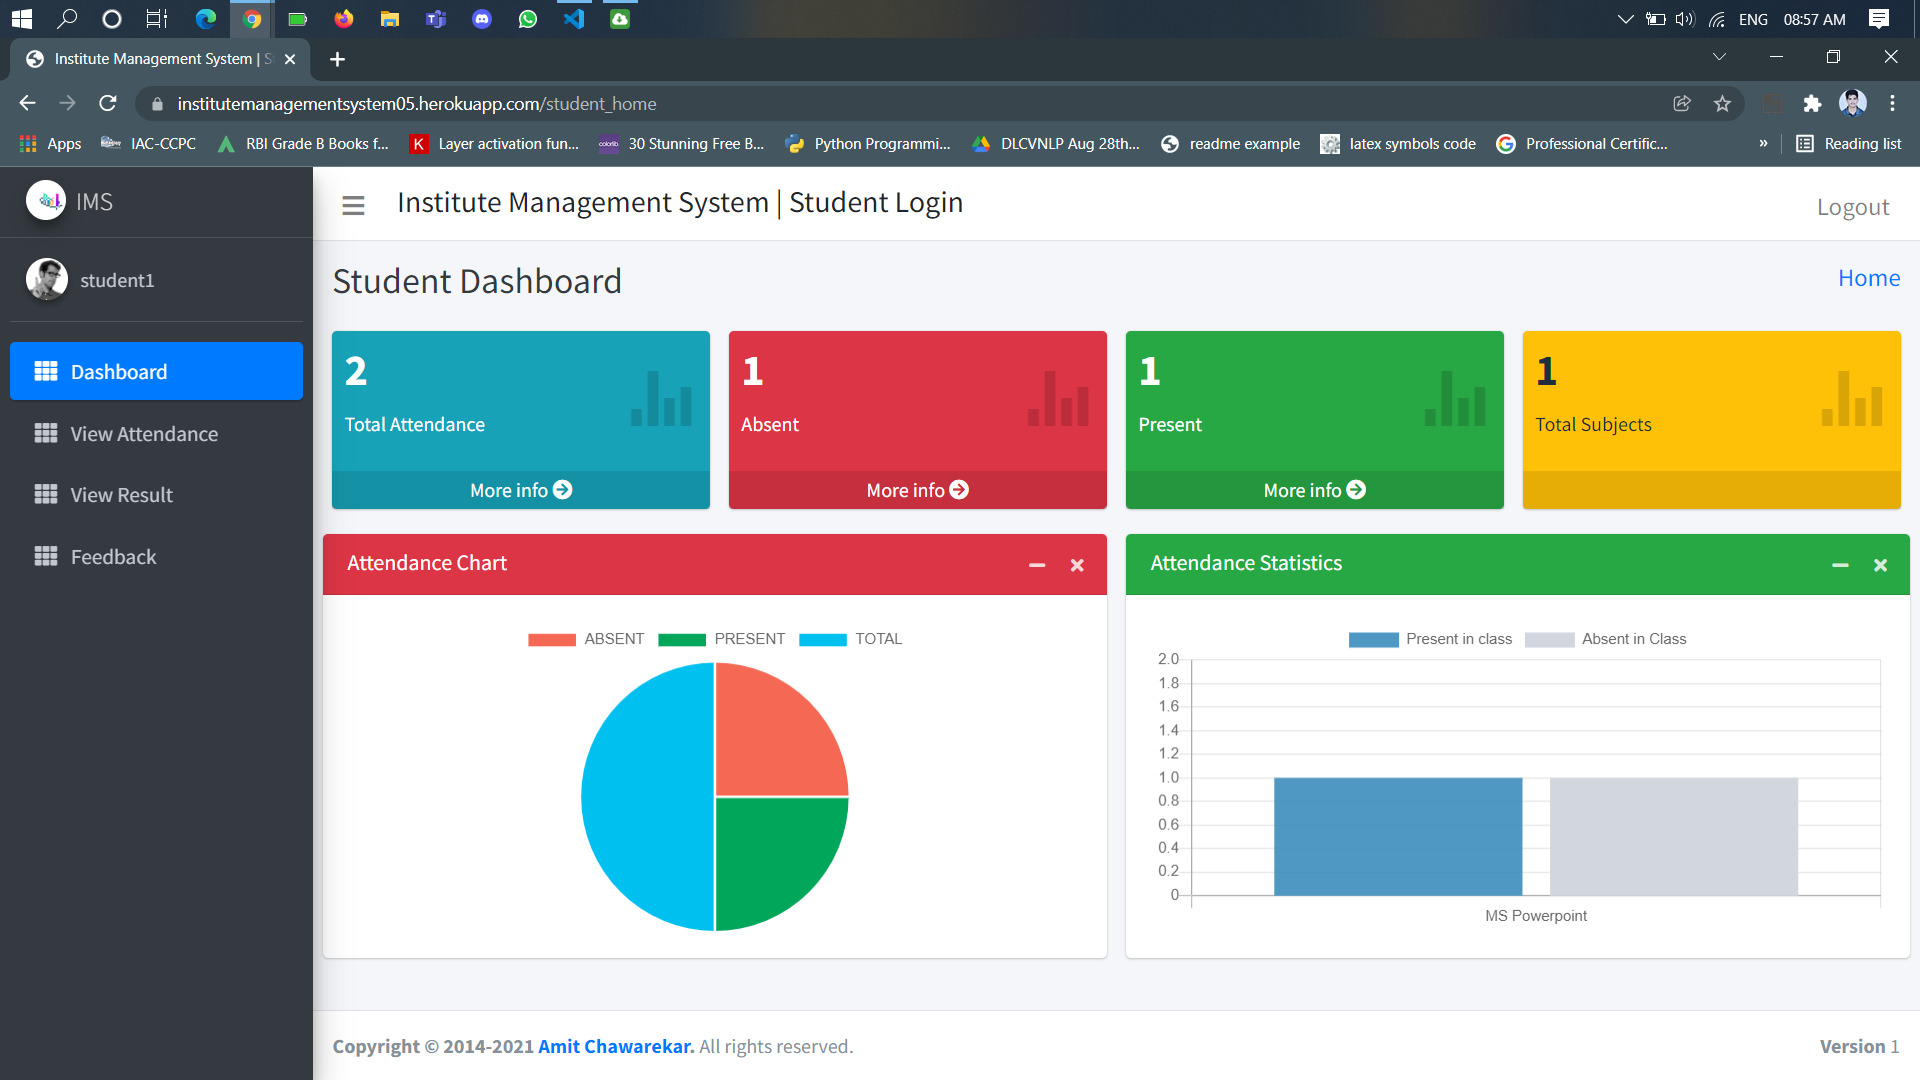 ENG 08:57 AM
Institute Management System | S
institutemanagementsystem05.herokuapp.com/student_home
Apps IAC-CCPC RBI Grade B Books f... Layer activation fun... 30 Stunning Free B... Python Programmi... DLCVNLP Aug 28th... readme example latex symbols code Professional Certific... » Reading list
IMS
Institute Management System | Student Login
Logout
student1
Dashboard
View Attendance
View Result
Feedback
Student Dashboard
Home
2
Total Attendance
More info
1
Absent
More info
1
Present
More info
1
Total Subjects
Attendance Chart
ABSENT PRESENT TOTAL
Attendance Statistics
Present in class Absent in Class
2.0
1.8
1.6
1.4
1.2
1.0
0.8
0.6
0.4
0.2
0
MS Powerpoint
Copyright © 2014-2021 Amit Chawarekar. All rights reserved.
Version 1